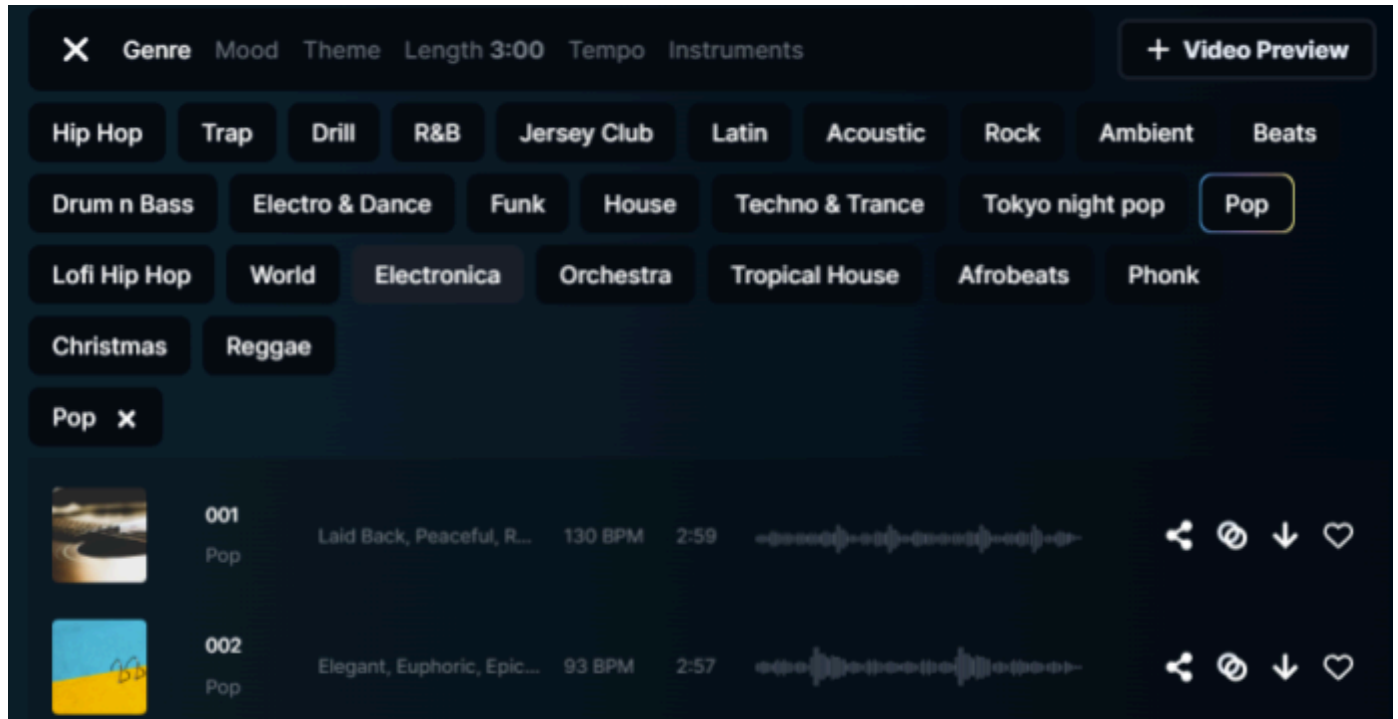 Genre Mood Theme Length 3:00 Tempo Instruments + Video Preview
Hip Hop Trap Drill R&B Jersey Club Latin Acoustic Rock Ambient Beats
Drum n Bass Electro & Dance Funk House Techno & Trance Tokyo night pop Pop
Lofi Hip Hop World Electronica Orchestra Tropical House Afrobeats Phonk
Christmas Reggae
Pop
001
Laid Back, Peaceful, R... 130 BPM 2:59
Pop
002
Elegant, Euphoric, Epic... 93 BPM 2:57
Pop